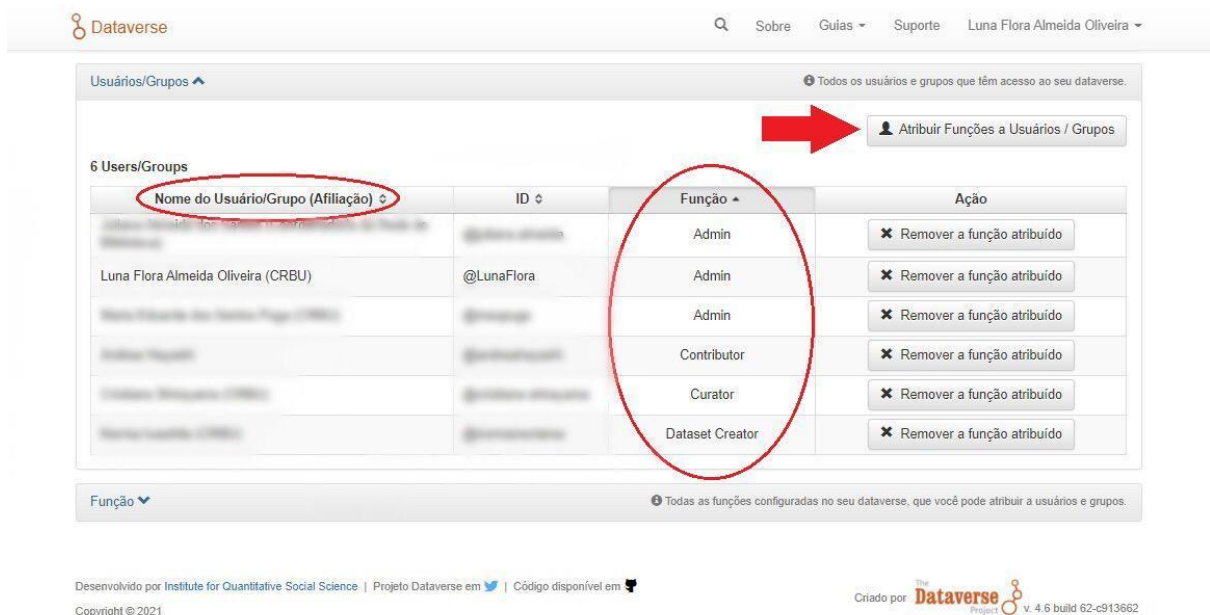 Dataverse
Sobre Guias Suporte Luna Flora Almeida Oliveira
Usuários/Grupos
Todos os usuários e grupos que têm acesso ao seu dataverse.
Atribuir Funções a Usuários / Grupos
6 Users/Groups
Nome do Usuário/Grupo (Afiliação) ID Função Ação
Admin Remover a função atribuído
Luna Flora Almeida Oliveira (CRBU) @LunaFlora Admin Remover a função atribuído
Admin Remover a função atribuído
Contributor Remover a função atribuído
Curator Remover a função atribuído
Dataset Creator Remover a função atribuído
Função
Todas as funções configuradas no seu dataverse, que você pode atribuir a usuários e grupos.
Desenvolvido por Institute for Quantitative Social Science | Projeto Dataverse em | Código disponível em
Copyright © 2021
Criado por The Dataverse Project v. 4.6 build 62-c913662